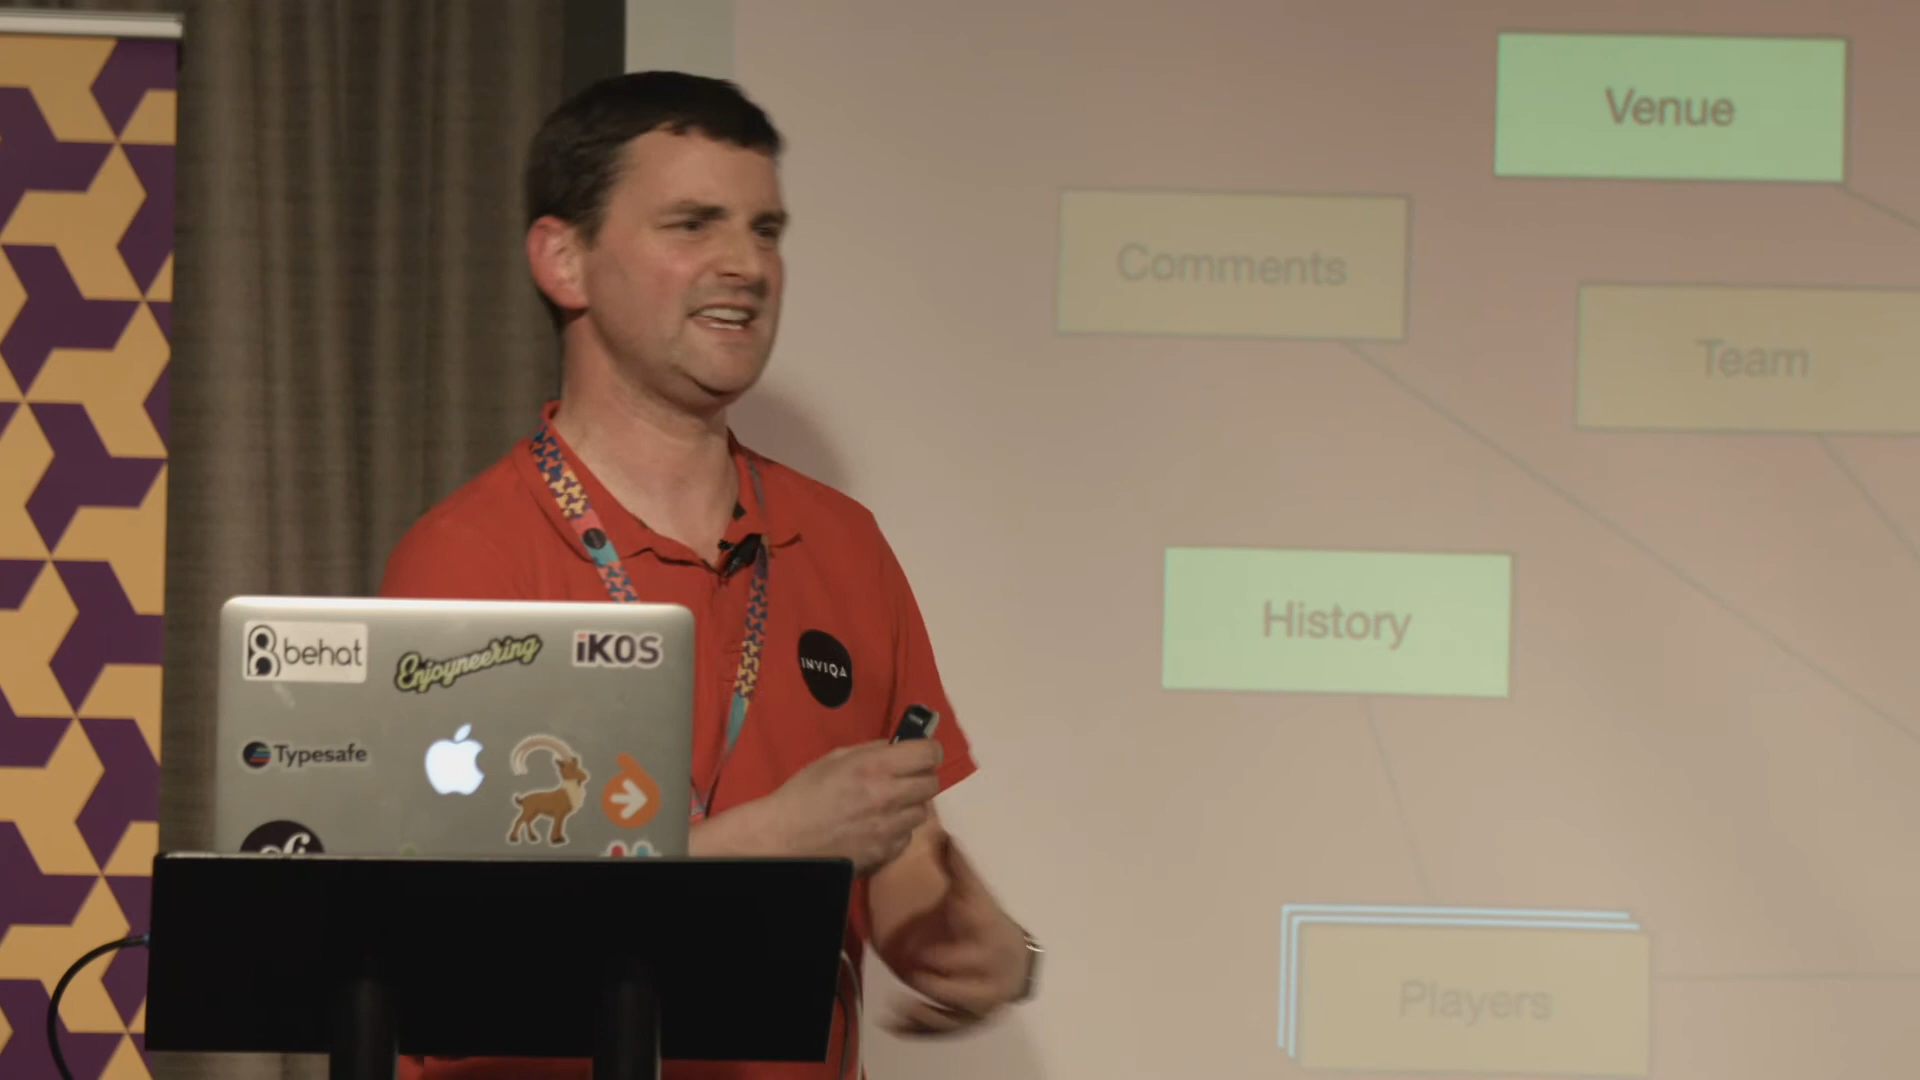 Venue
Comments
Team
History
Players
behat
Enjoyneering
iKOS
Typesafe
INVIQA